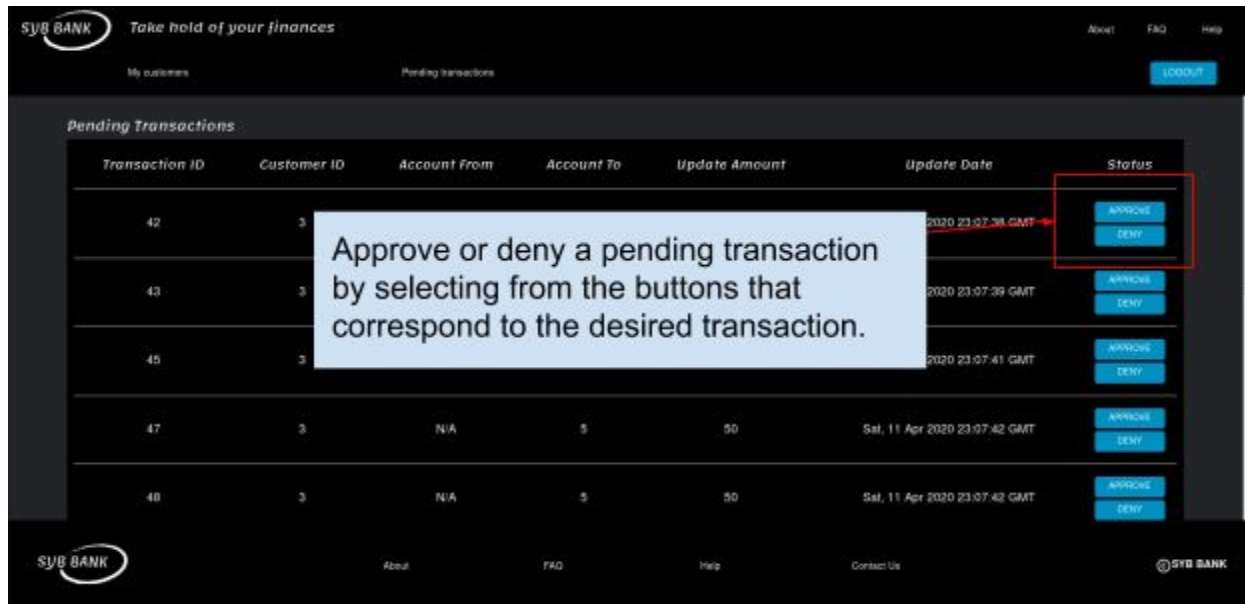 SYB BANK Take hold of your finances About FAQ Help
My customers Pending transactions LOGOUT
Pending Transactions
Transaction ID Customer ID Account From Account To Update Amount Update Date Status
42 3 2020 23:07:38 GMT APPROVE
DENY
Approve or deny a pending transaction
by selecting from the buttons that
correspond to the desired transaction.
43 3 2020 23:07:39 GMT APPROVE
DENY
45 3 2020 23:07:41 GMT APPROVE
DENY
47 3 N/A 5 50 Sat, 11 Apr 2020 23:07:42 GMT APPROVE
DENY
48 3 N/A 5 50 Sat, 11 Apr 2020 23:07:42 GMT APPROVE
DENY
SYB BANK About FAQ Help Contact Us © SYB BANK